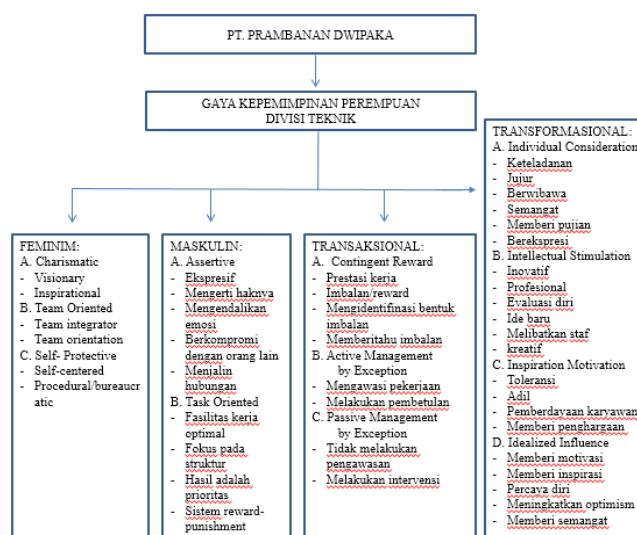 PT. PRAMBANAN DWIPAKA
GAYA KEPEMIMPINAN PEREMPUAN
DIVISI TEKNIK
FEMINIM:
A. Charismatic
- Visionary
- Inspirational
B. Team Oriented
- Team integrator
- Team orientation
C. Self- Protective
- Self-centered
- Procedural/bureaucr
atic
MASKULIN:
A. Assertive
- Ekspresif
- Mengerti haknya
- Mengendalikan
emosi
- Berkompromi
dengan orang lain
- Menjalin
hubungan
B. Task Oriented
- Fasilitas kerja
optimal
- Fokus pada
struktur
- Hasil adalah
prioritas
- Sistem reward-
punishment
TRANSAKSIONAL:
A. Contingent Reward
- Prestasi kerja
- Imbalan/reward
- Mengidentifinasi bentuk
imbalan
- Memberitahu imbalan
B. Active Management
by Exception
- Mengawasi pekerjaan
- Melakukan pembetulan
C. Passive Management
by Exception
- Tidak melakukan
pengawasan
- Melakukan intervensi
TRANSFORMASIONAL:
A. Individual Consideration
- Keteladanan
- Jujur
- Berwibawa
- Semangat
- Memberi pujian
- Berekspresi
B. Intellectual Stimulation
- Inovatif
- Profesional
- Evaluasi diri
- Ide baru
- Melibatkan staf
- kreatif
C. Inspiration Motivation
- Toleransi
- Adil
- Pemberdayaan karyawan
- Memberi penghargaan
D. Idealized Influence
- Memberi motivasi
- Memberi inspirasi
- Percaya diri
- Meningkatkan optimism
- Memberi semangat